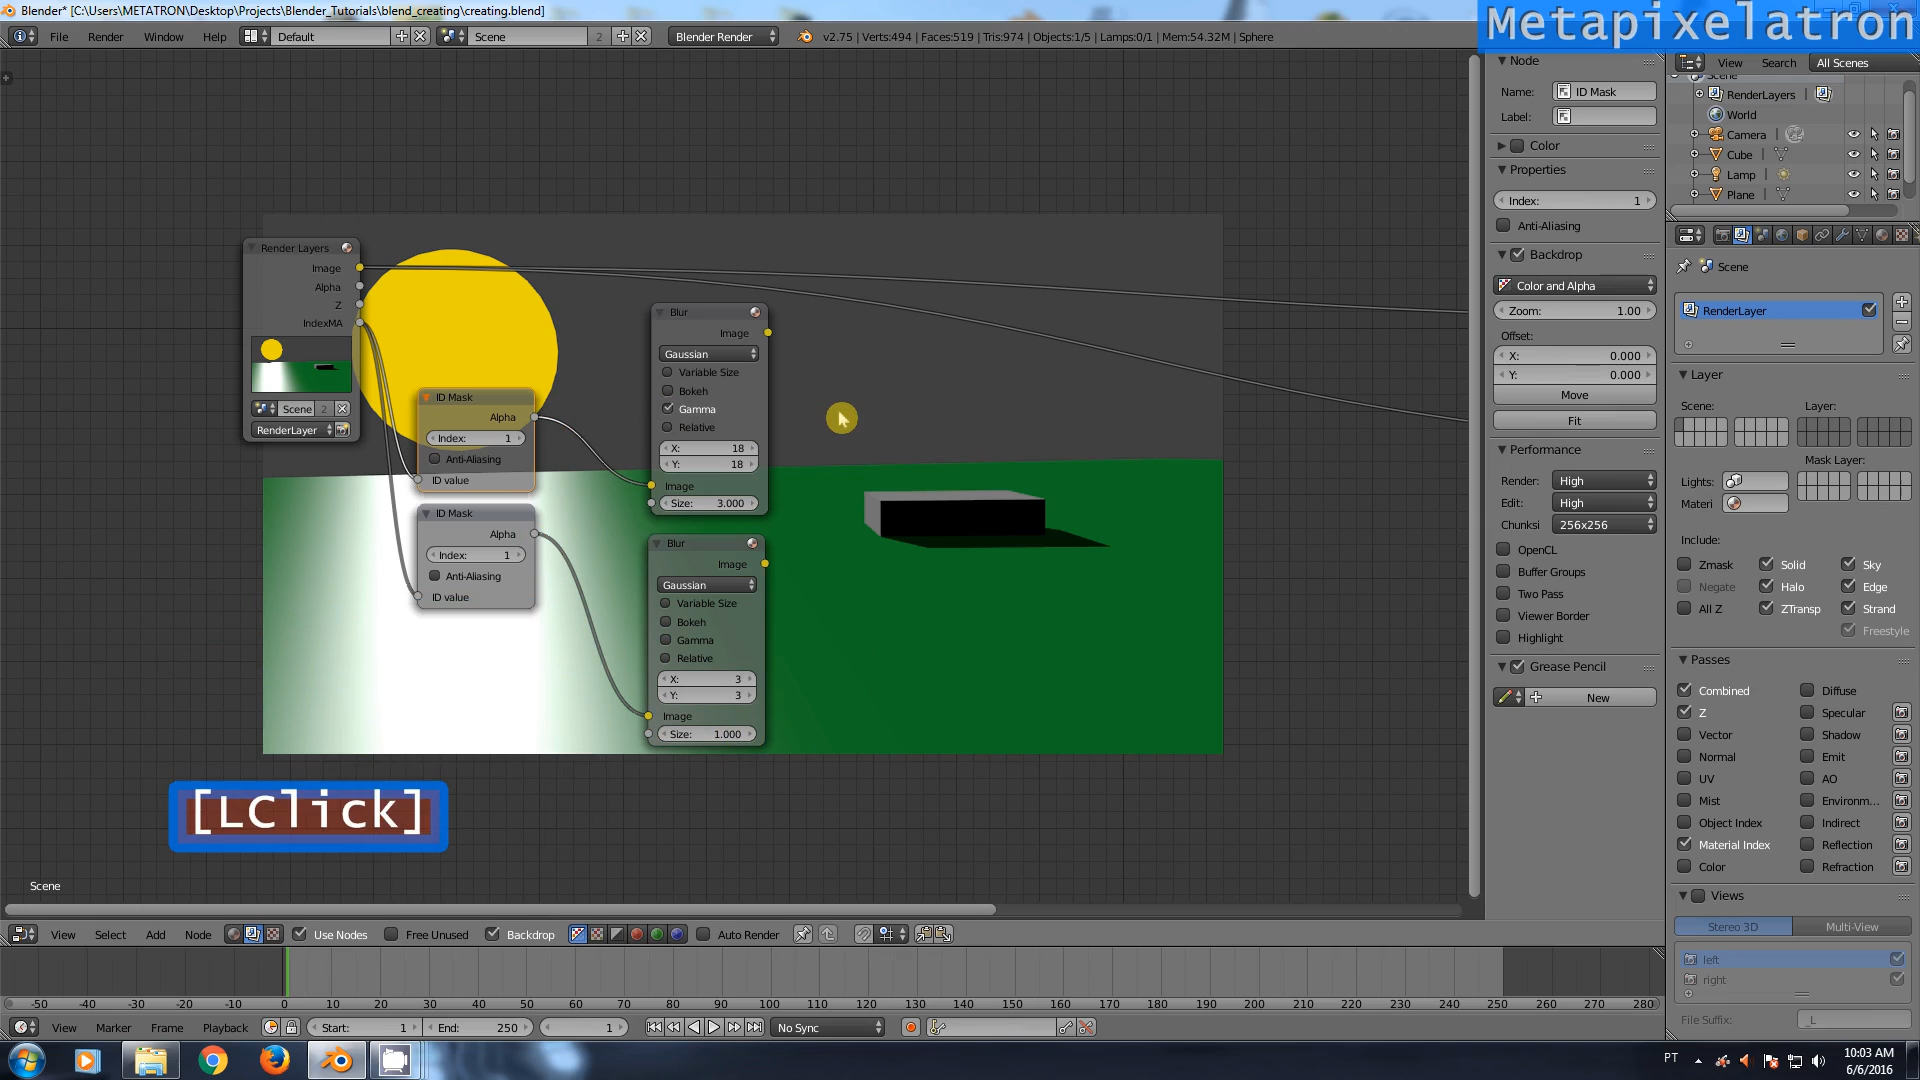 Blender* [C:\Users\METATRON\Desktop\Projects\Blender_Tutorials\blend_creating\creating.blend]
Metapixelatron
File Render Window Help Default Scene 2 Blender Render v2.75 | Verts:494 | Faces:519 | Tris:974 | Objects:1/5 | Lamps:0/1 | Mem:54.32M | Sphere
Render Layers
Image
Alpha
Z
IndexMA
Scene 2
RenderLayer
ID Mask
Alpha
Index: 1
Anti-Aliasing
ID value
ID Mask
Alpha
Index: 1
Anti-Aliasing
ID value
Blur
Image
Gaussian
Variable Size
Bokeh
Gamma
Relative
X: 18
Y: 18
Image
Size: 3.000
Blur
Image
Gaussian
Variable Size
Bokeh
Gamma
Relative
X: 3
Y: 3
Image
Size: 1.000
[LClick]
Scene
Node
Name: ID Mask
Label:
Color
Properties
Index: 1
Anti-Aliasing
Backdrop
Color and Alpha
Zoom: 1.00
Offset:
X: 0.000
Y: 0.000
Move
Fit
Performance
Render: High
Edit: High
Chunksi 256x256
OpenCL
Buffer Groups
Two Pass
Viewer Border
Highlight
Grease Pencil
New
View Search All Scenes
Scene
RenderLayers
World
Camera
Cube
Lamp
Plane
Scene
RenderLayer
Layer
Scene: Layer:
Mask Layer:
Lights:
Materi
Include:
Zmask Solid Sky
Negate Halo Edge
All Z ZTransp Strand
Freestyle
Passes
Combined Diffuse
Z Specular
Vector Shadow
Normal Emit
UV AO
Mist Environm...
Object Index Indirect
Material Index Reflection
Color Refraction
Views
Stereo 3D Multi-View
left
right
File Suffix: _L
View Select Add Node Use Nodes Free Unused Backdrop Auto Render
-50 -40 -30 -20 -10 0 10 20 30 40 50 60 70 80 90 100 110 120 130 140 150 160 170 180 190 200 210 220 230 240 250 260 270 280
View Marker Frame Playback Start: 1 End: 250 1 No Sync
PT 10:03 AM
6/6/2016